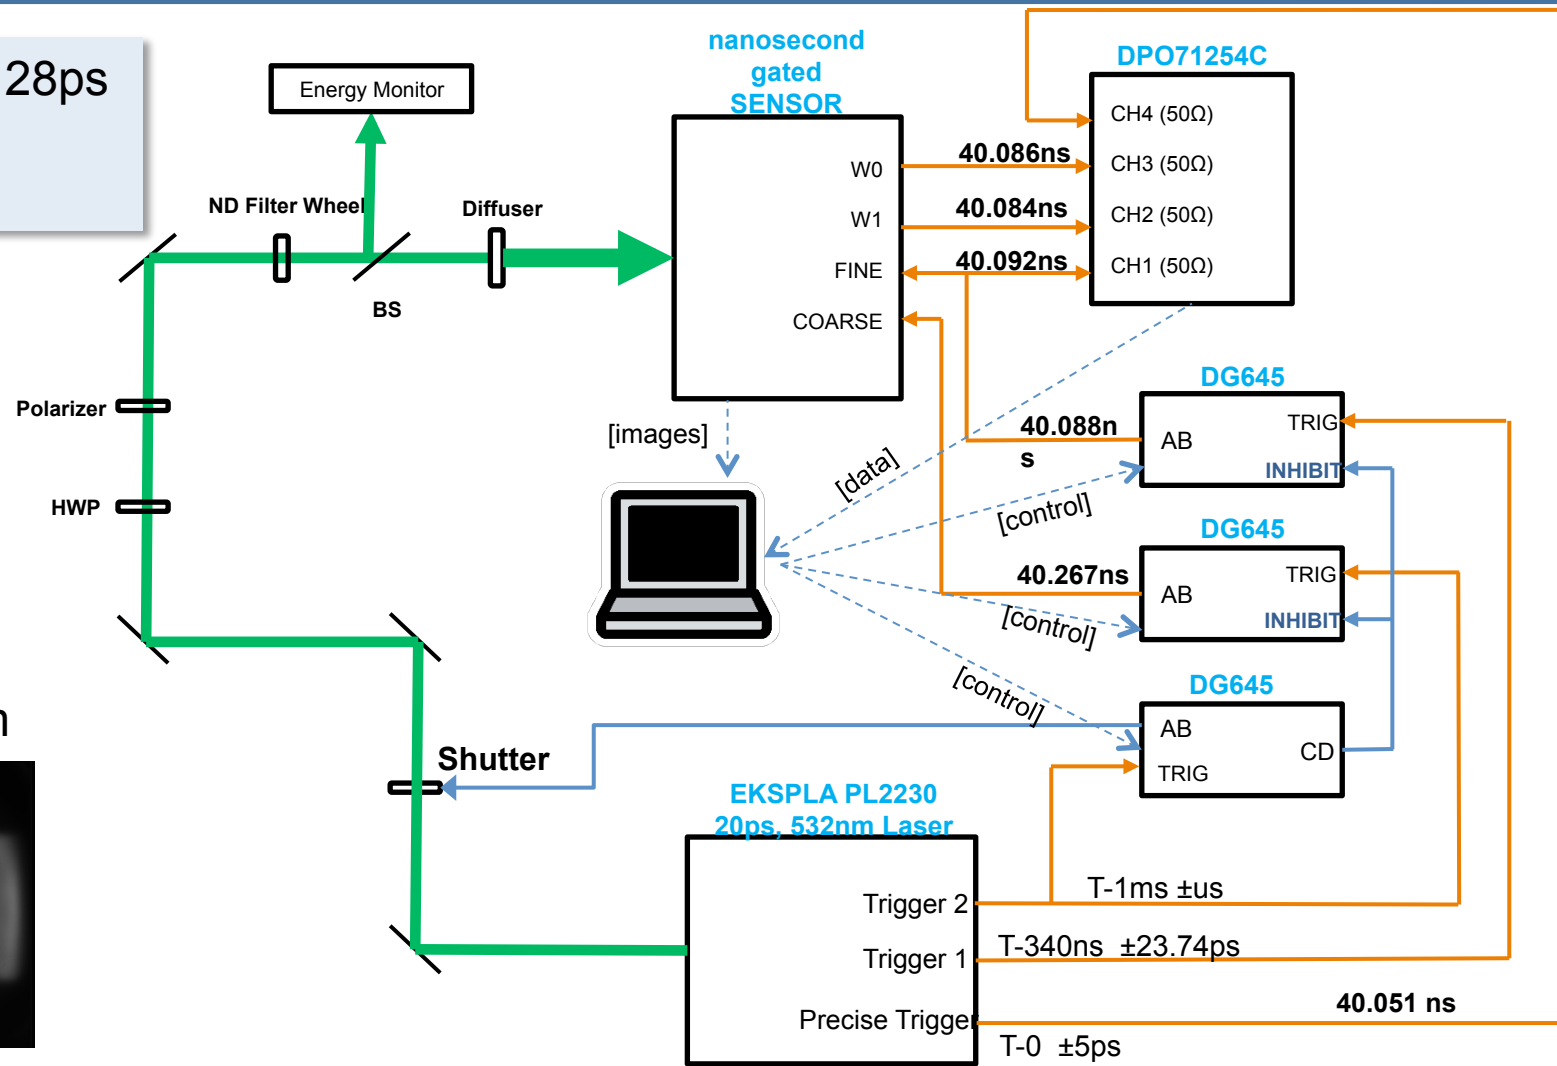 28ps
Energy Monitor
nanosecond
gated
SENSOR
DPO71254C
CH4 (50Ω)
CH3 (50Ω)
CH2 (50Ω)
CH1 (50Ω)
W0
W1
FINE
COARSE
40.086ns
40.084ns
40.092ns
ND Filter Wheel
Diffuser
BS
Polarizer
HWP
[images]
[data]
40.088n
s
DG645
AB
TRIG
INHIBIT
[control]
DG645
40.267ns
AB
TRIG
INHIBIT
[control]
DG645
AB
TRIG
CD
[control]
Shutter
EKSPLA PL2230
20ps, 532nm Laser
Trigger 2
Trigger 1
Precise Trigger
T-1ms ±us
T-340ns ±23.74ps
40.051 ns
T-0 ±5ps